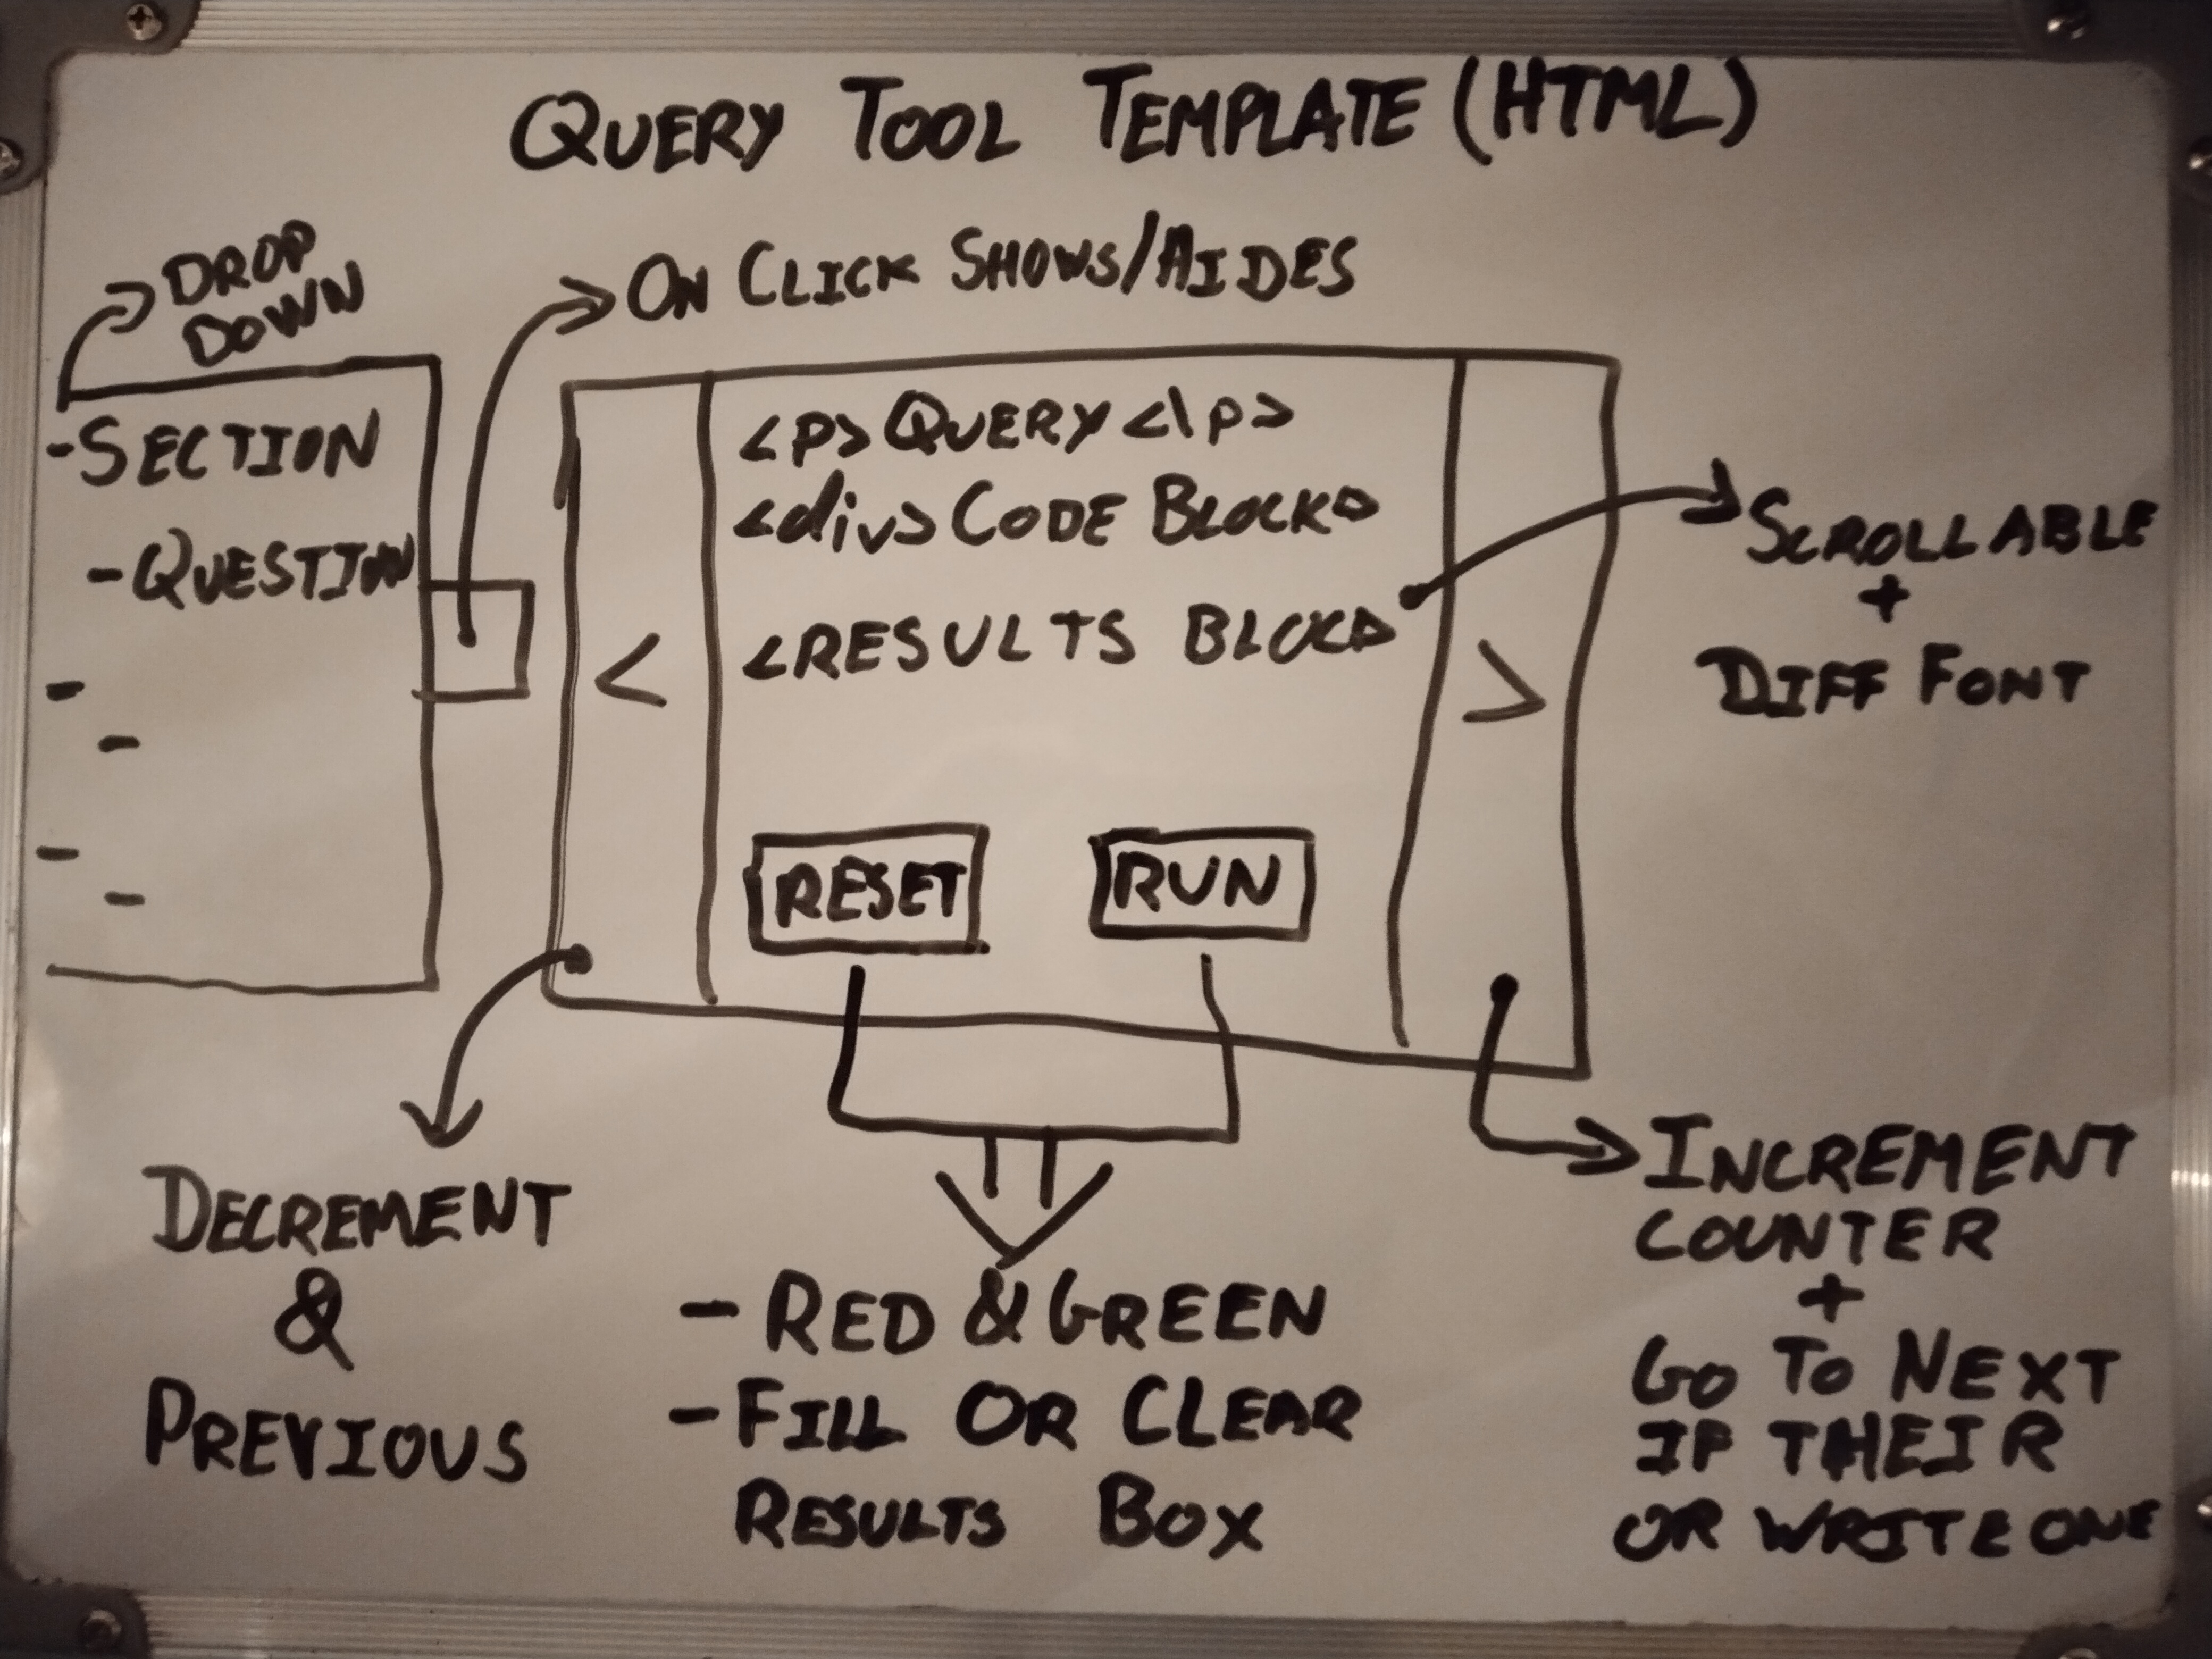 QUERY TOOL TEMPLATE (HTML)
DROP
DOWN
ON CLICK SHOWS/AIDES
-SECTION
-QUESTION
-
-
-
-
<
<p> QUERY <\p>
<div> CODE BLOCK>
<RESULTS BLOCK>
>
RESET
RUN
SCROLLABLE
+
DIFF FONT
DECREMENT
&
PREVIOUS
- RED & GREEN
- FILL OR CLEAR
RESULTS BOX
INCREMENT
COUNTER
+
GO TO NEXT
IF THEIR
OR WRITE ONE